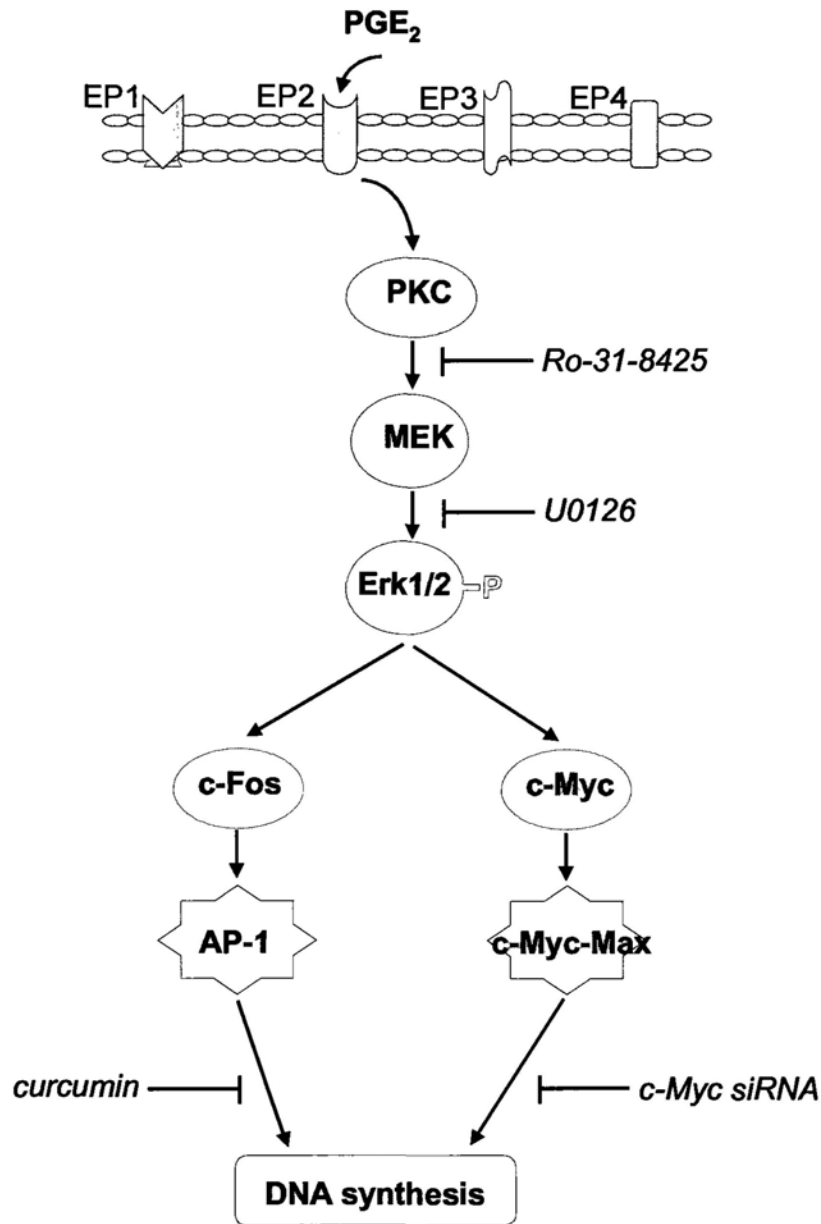 PGE2
EP1
EP2
EP3
EP4
PKC
Ro-31-8425
MEK
U0126
Erk1/2
P
c-Fos
c-Myc
AP-1
c-Myc-Max
curcumin
c-Myc siRNA
DNA synthesis